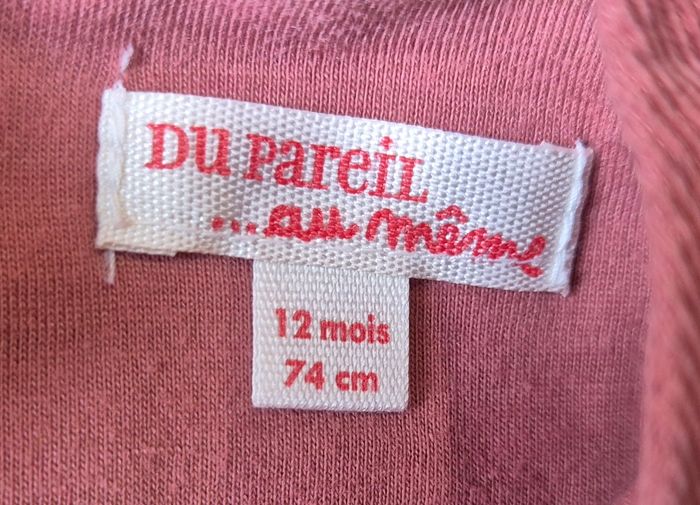 DU PareiL
...au même
12 mois
74 cm